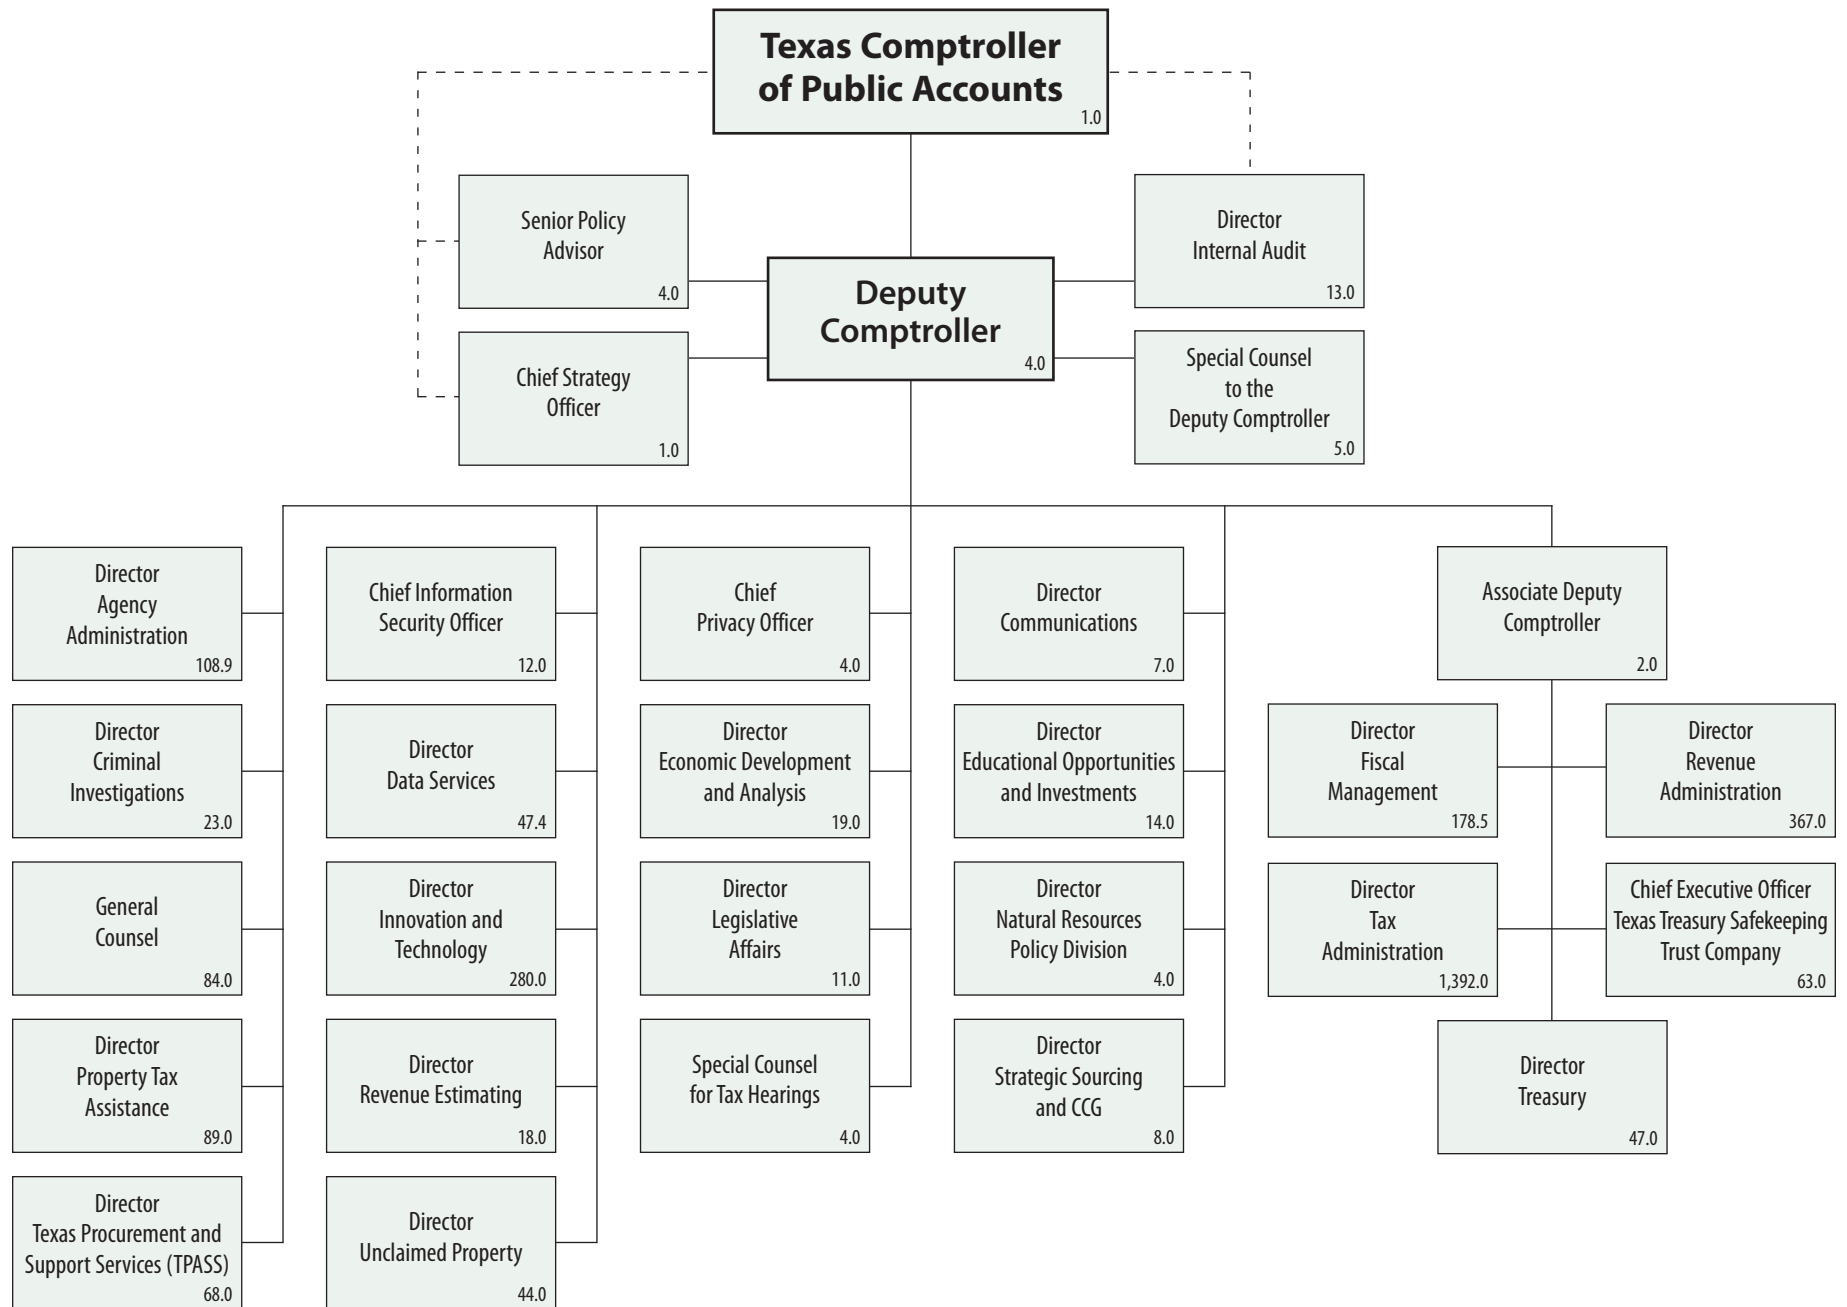 Texas Comptroller
of Public Accounts
1.0
Senior Policy
Advisor
4.0
Director
Internal Audit
13.0
Deputy
Comptroller
4.0
Chief Strategy
Officer
1.0
Special Counsel
to the
Deputy Comptroller
5.0
Director
Agency
Administration
108.9
Director
Criminal
Investigations
23.0
General
Counsel
84.0
Director
Property Tax
Assistance
89.0
Director
Texas Procurement and
Support Services (TPASS)
68.0
Chief Information
Security Officer
12.0
Director
Data Services
47.4
Director
Innovation and
Technology
280.0
Director
Revenue Estimating
18.0
Director
Unclaimed Property
44.0
Chief
Privacy Officer
4.0
Director
Economic Development
and Analysis
19.0
Director
Legislative
Affairs
11.0
Special Counsel
for Tax Hearings
4.0
Director
Communications
7.0
Director
Educational Opportunities
and Investments
14.0
Director
Natural Resources
Policy Division
4.0
Director
Strategic Sourcing
and CCG
8.0
Associate Deputy
Comptroller
2.0
Director
Fiscal
Management
178.5
Director
Revenue
Administration
367.0
Director
Tax
Administration
1,392.0
Chief Executive Officer
Texas Treasury Safekeeping
Trust Company
63.0
Director
Treasury
47.0